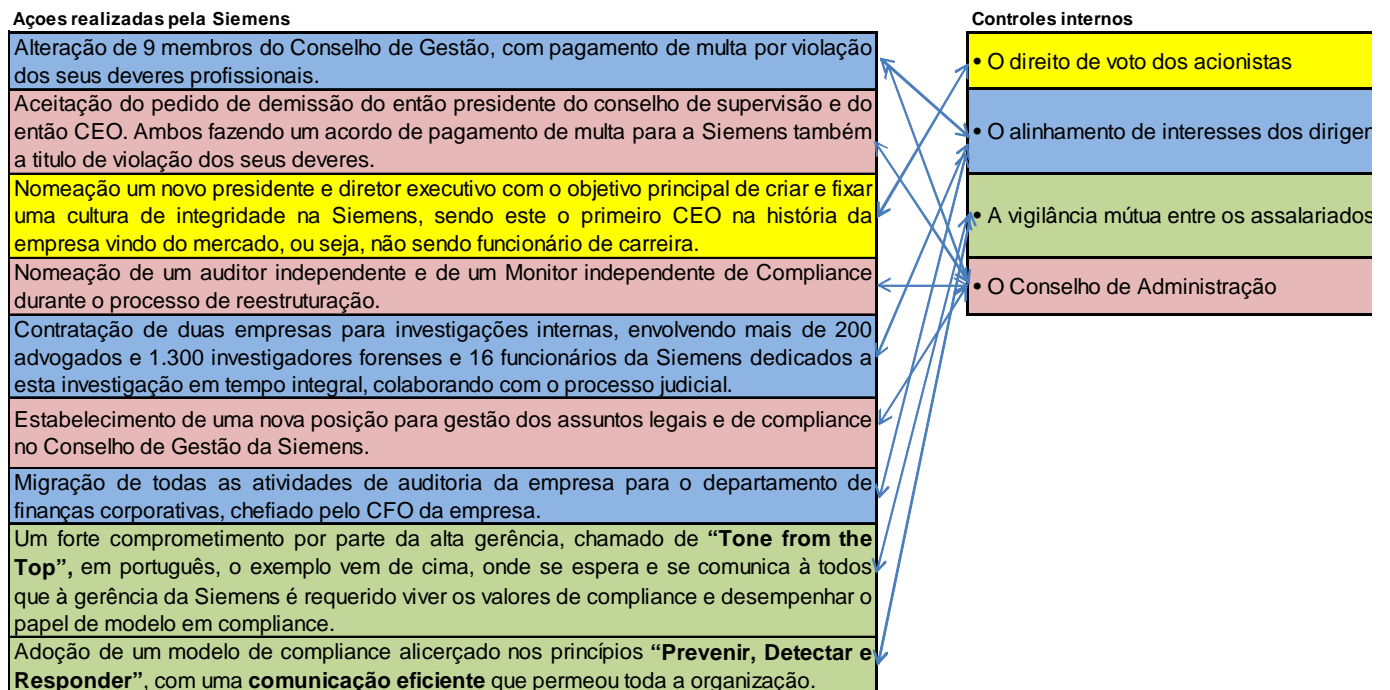 Açoes realizadas pela Siemens
Alteração de 9 membros do Conselho de Gestão, com pagamento de multa por violação
dos seus deveres profissionais.
Aceitação do pedido de demissão do então presidente do conselho de supervisão e do
então CEO. Ambos fazendo um acordo de pagamento de multa para a Siemens também
a titulo de violação dos seus deveres.
Nomeação um novo presidente e diretor executivo com o objetivo principal de criar e fixar
uma cultura de integridade na Siemens, sendo este o primeiro CEO na história da
empresa vindo do mercado, ou seja, não sendo funcionário de carreira.
Nomeação de um auditor independente e de um Monitor independente de Compliance
durante o processo de reestruturação.
Contratação de duas empresas para investigações internas, envolvendo mais de 200
advogados e 1.300 investigadores forenses e 16 funcionários da Siemens dedicados a
esta investigação em tempo integral, colaborando com o processo judicial.
Estabelecimento de uma nova posição para gestão dos assuntos legais e de compliance
no Conselho de Gestão da Siemens.
Migração de todas as atividades de auditoria da empresa para o departamento de
finanças corporativas, chefiado pelo CFO da empresa.
Um forte comprometimento por parte da alta gerência, chamado de “Tone from the
Top”, em português, o exemplo vem de cima, onde se espera e se comunica à todos
que à gerência da Siemens é requerido viver os valores de compliance e desempenhar o
papel de modelo em compliance.
Adoção de um modelo de compliance alicerçado nos princípios “Prevenir, Detectar e
Responder”, com uma comunicação eficiente que permeou toda a organização.
Controles internos
• O direito de voto dos acionistas
• O alinhamento de interesses dos
• A vigilância mútua entre os assalariados
• O Conselho de Administração